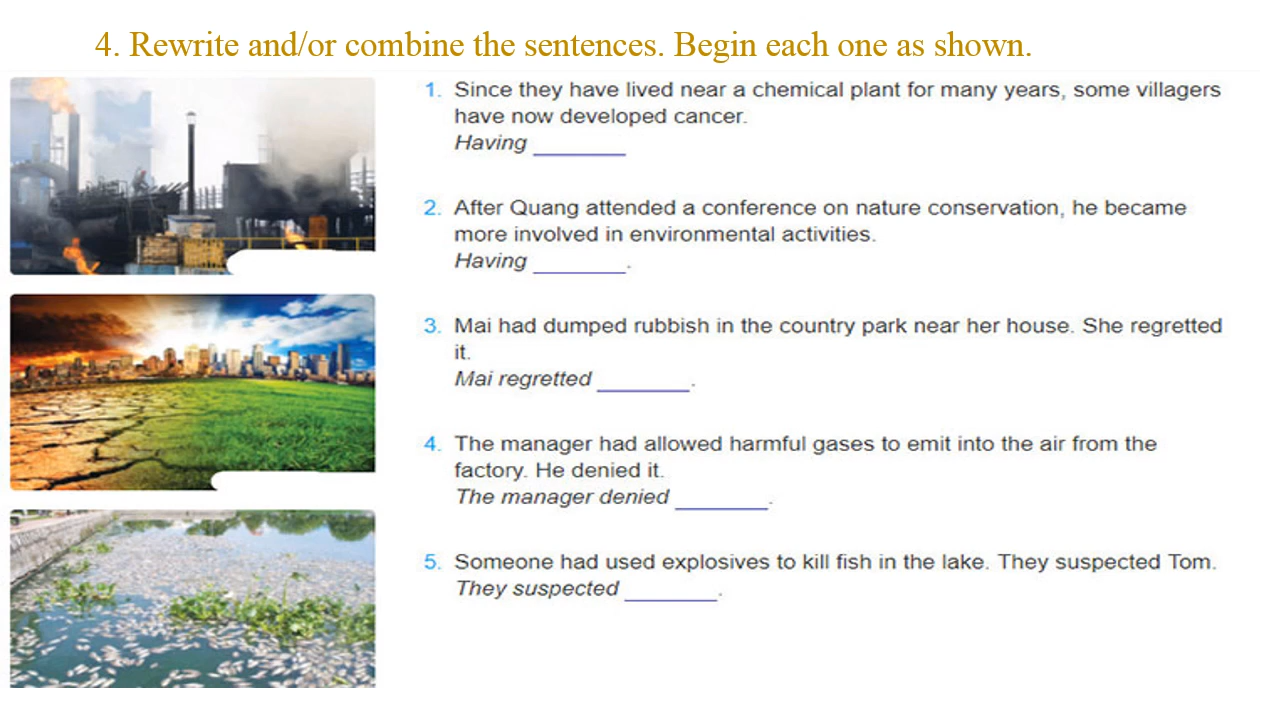 4. Rewrite and/or combine the sentences. Begin each one as shown.
1. Since they have lived near a chemical plant for many years, some villagers
have now developed cancer.
Having ________
2. After Quang attended a conference on nature conservation, he became
more involved in environmental activities.
Having ________.
3. Mai had dumped rubbish in the country park near her house. She regretted
it.
Mai regretted ________.
4. The manager had allowed harmful gases to emit into the air from the
factory. He denied it.
The manager denied ________.
5. Someone had used explosives to kill fish in the lake. They suspected Tom.
They suspected ________.